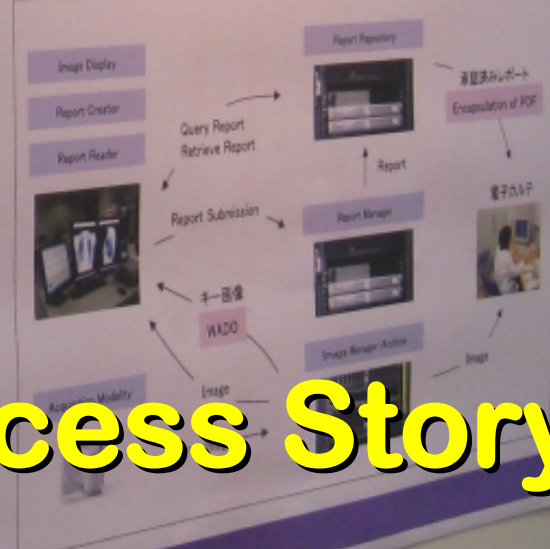 Image Display
Report Creator
Report Reader
Report Repository
承認済みレポート
Encapsulation of PDF
Query Report
Retrieve Report
Report
電子カルテ
Report Submission
Report Manager
キー画像
WADO
Image Manager Archive
Image
Image
Acquisition Modality
cess Story